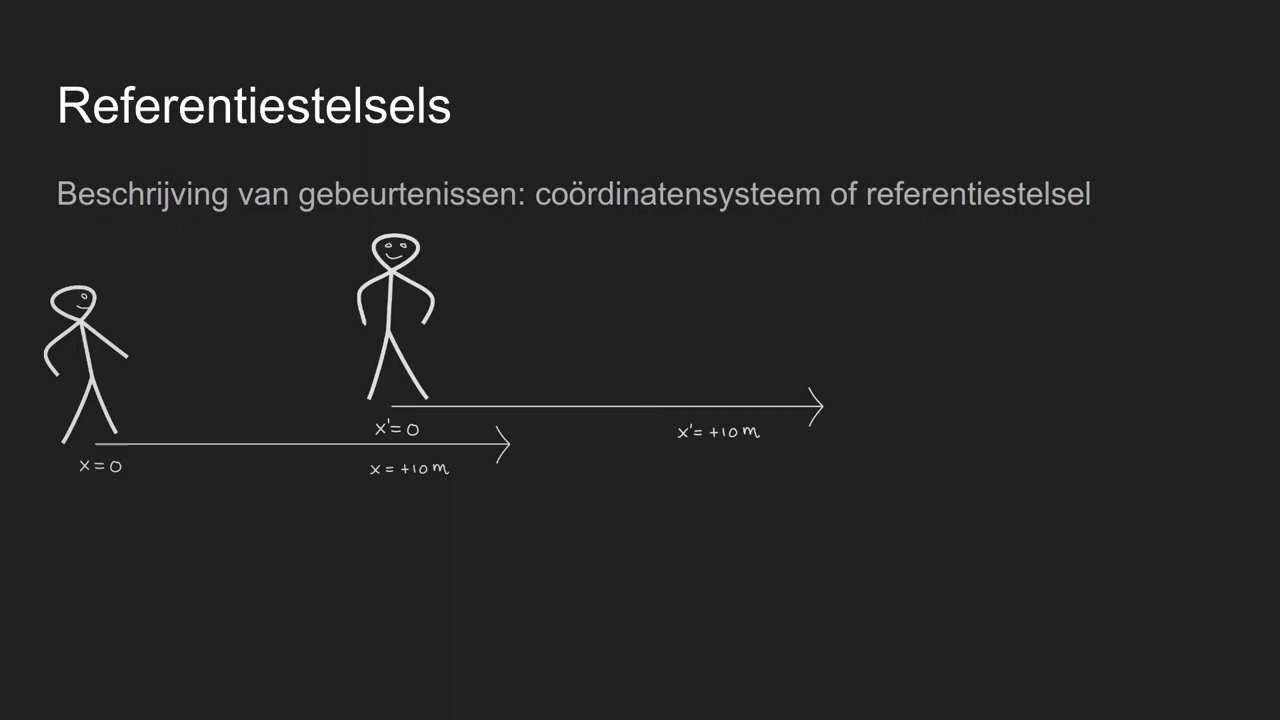 Referentiestelsels
Beschrijving van gebeurtenissen: coördinatensysteem of referentiestelsel
x'=0
x'= +10 m
x=0
x = +10 m